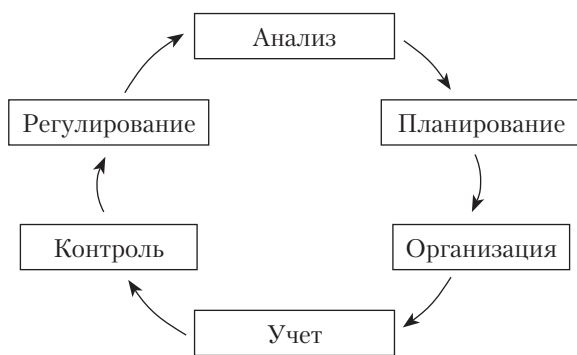 Анализ
Регулирование
Планирование
Контроль
Организация
Учет